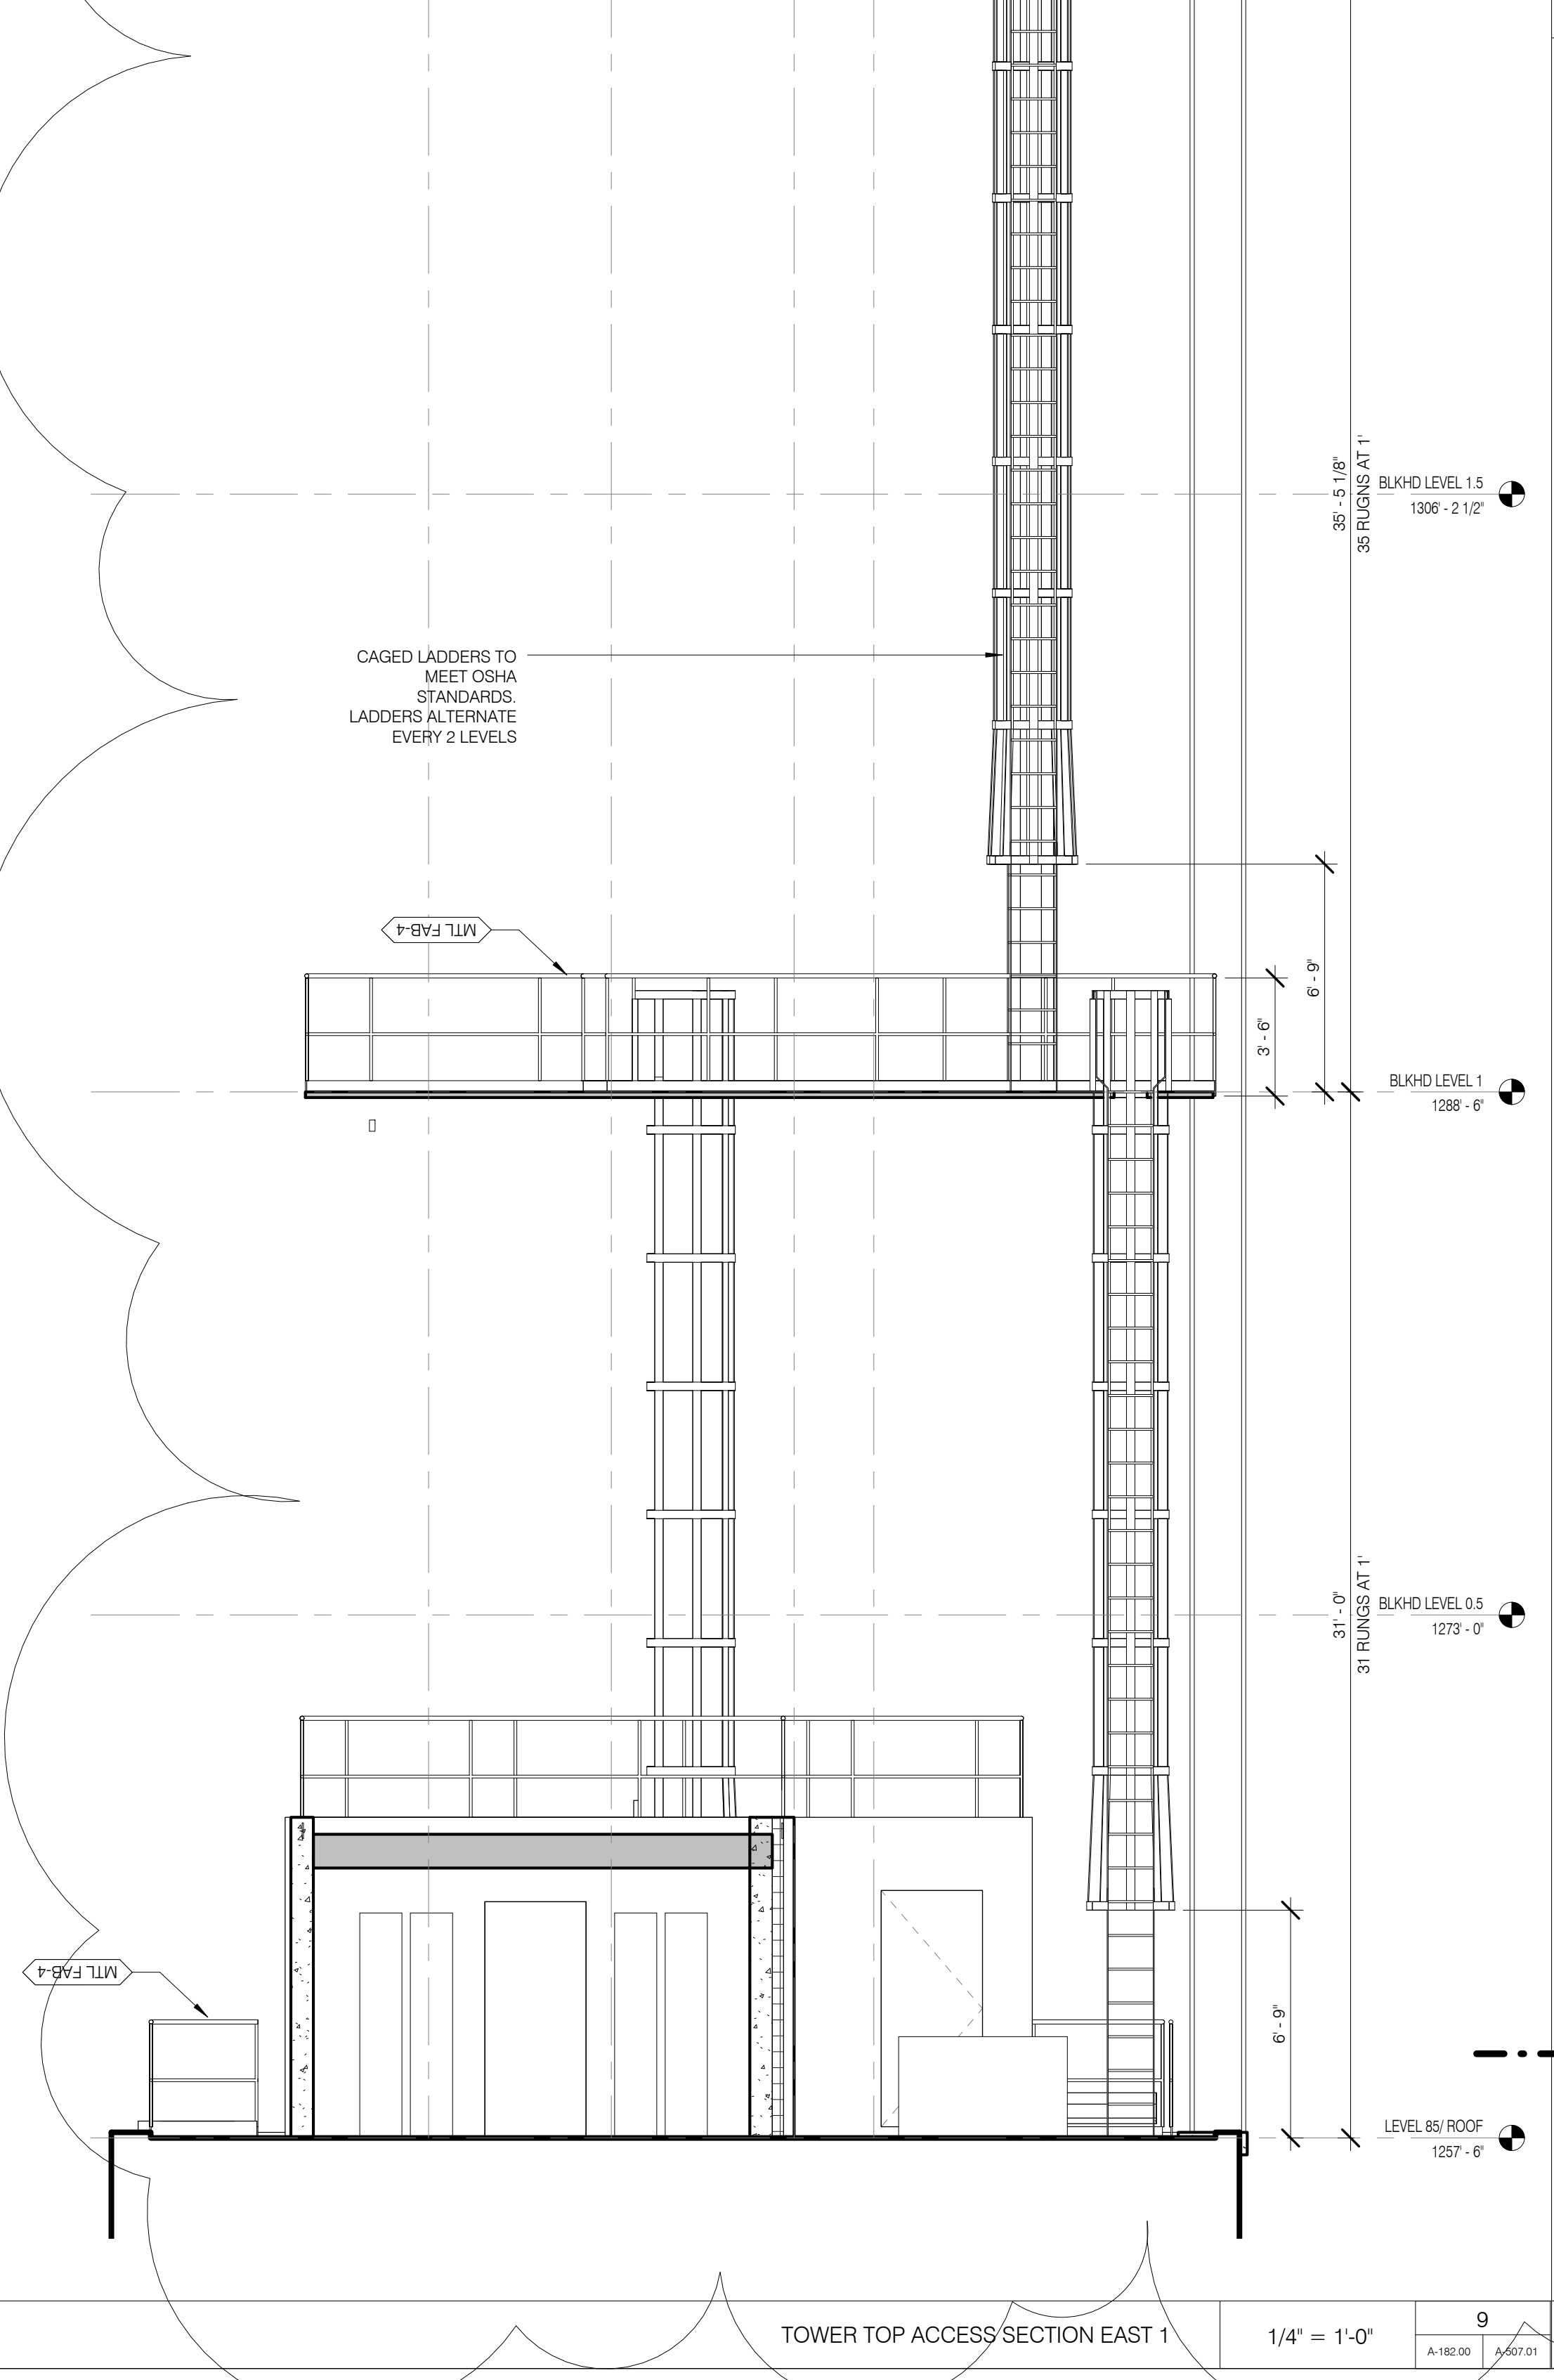 35' - 5 1/8"
35 RUGNS AT 1'
BLKHD LEVEL 1.5
1306' - 2 1/2"
CAGED LADDERS TO
MEET OSHA
STANDARDS.
LADDERS ALTERNATE
EVERY 2 LEVELS
MTL FAB-4
6' - 9"
3' - 6"
BLKHD LEVEL 1
1288' - 6"
31' - 0"
31 RUNGS AT 1'
BLKHD LEVEL 0.5
1273' - 0"
MTL FAB-4
6' - 9"
LEVEL 85/ ROOF
1257' - 6"
TOWER TOP ACCESS SECTION EAST 1
1/4" = 1'-0"
9
A-182.00
A-507.01